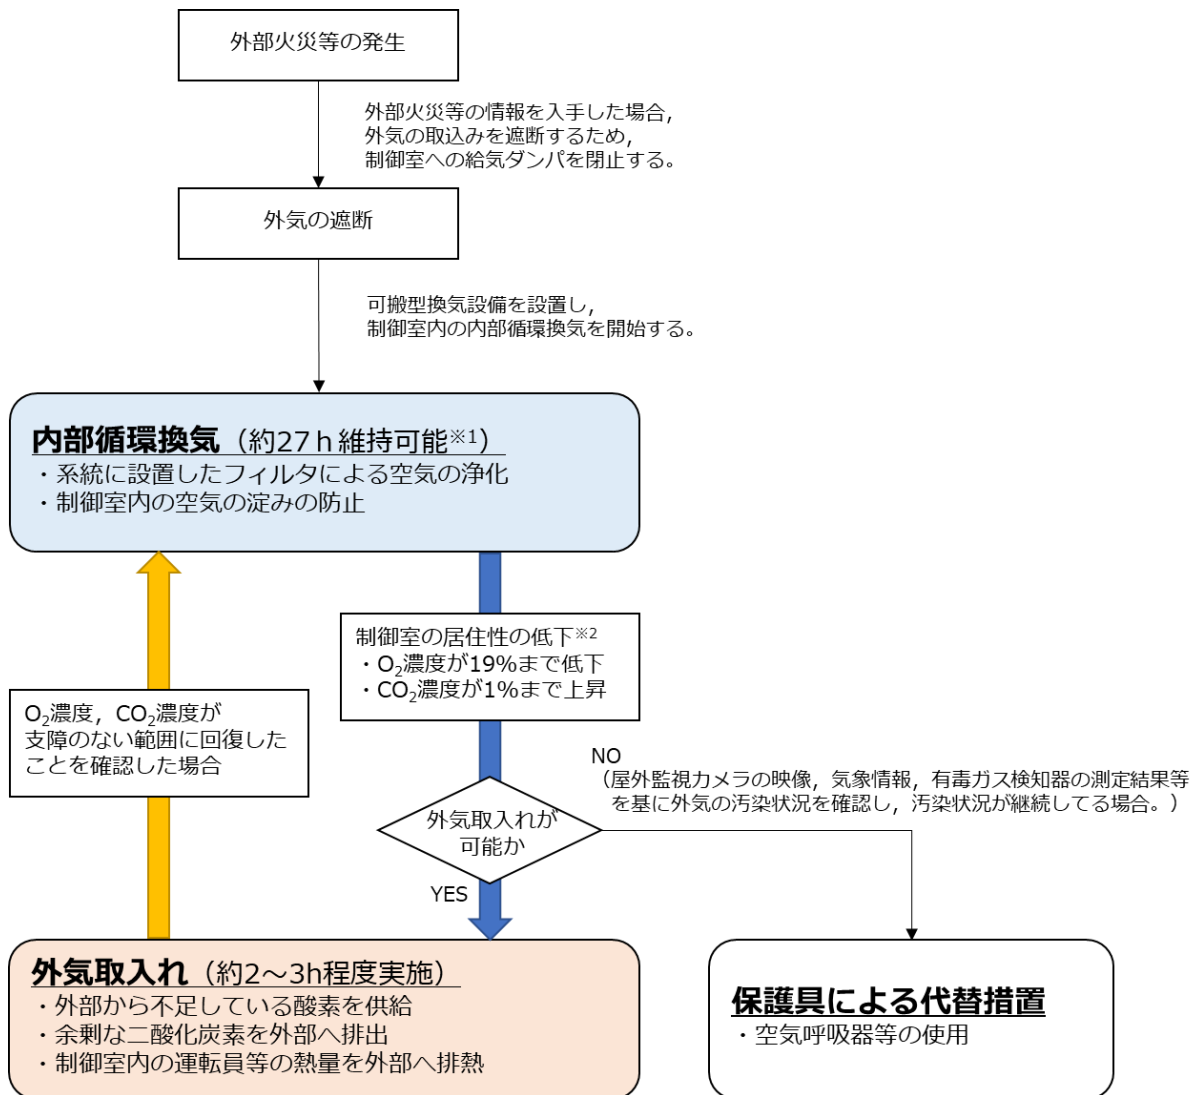 外部火災等の発生
外部火災等の情報を入手した場合，
外気の取込みを遮断するため，
制御室への給気ダンパを閉止する。
外気の遮断
可搬型換気設備を設置し，
制御室内の内部循環換気を開始する。
内部循環換気（約27ｈ維持可能※1）
・系統に設置したフィルタによる空気の浄化
・制御室内の空気の淀みの防止
制御室の居住性の低下※2
・O₂濃度が19%まで低下
・CO₂濃度が1%まで上昇
O₂濃度，CO₂濃度が
支障のない範囲に回復した
ことを確認した場合
NO
（屋外監視カメラの映像，気象情報，有毒ガス検知器の測定結果等
を基に外気の汚染状況を確認し，汚染状況が継続してる場合。）
外気取入れが
可能か
YES
外気取入れ（約2～3h程度実施）
・外部から不足している酸素を供給
・余剰な二酸化炭素を外部へ排出
・制御室内の運転員等の熱量を外部へ排熱
保護具による代替措置
・空気呼吸器等の使用